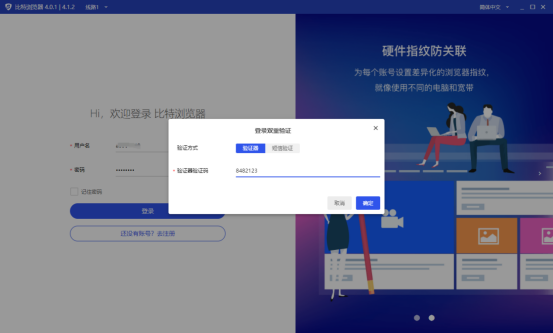 比特浏览器 4.0.1 | 4.1.2 线路1
简体中文
硬件指纹防关联
为每个账号设置差异化的浏览器指纹,
就像使用不同的电脑和宽带
Hi, 欢迎登录 比特浏览器
* 用户名
* 密码 ••••••••
记住密码
登录
还没有账号？去注册
登录双重验证
验证方式 验证器 短信验证
* 验证器验证码 8482123
取消 确定